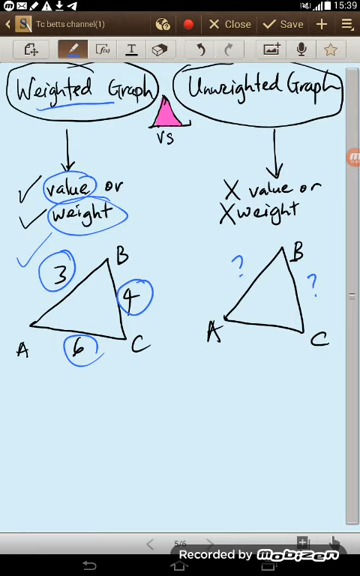 15:39
Tc betts channel(1)
Close
Save
Weighted Graph
vs
Unweighted Graph
✓ value or
✓ weight
X value or
X weight
✓
B
3
4
A
6
C
B
?
?
A
C
5/6
Recorded by mobizen